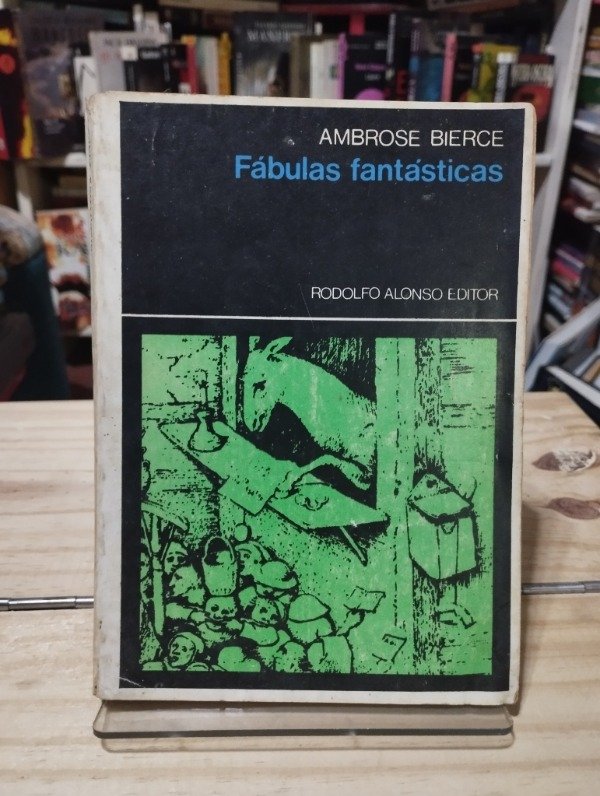 AMBROSE BIERCE
Fábulas fantásticas
RODOLFO ALONSO EDITOR